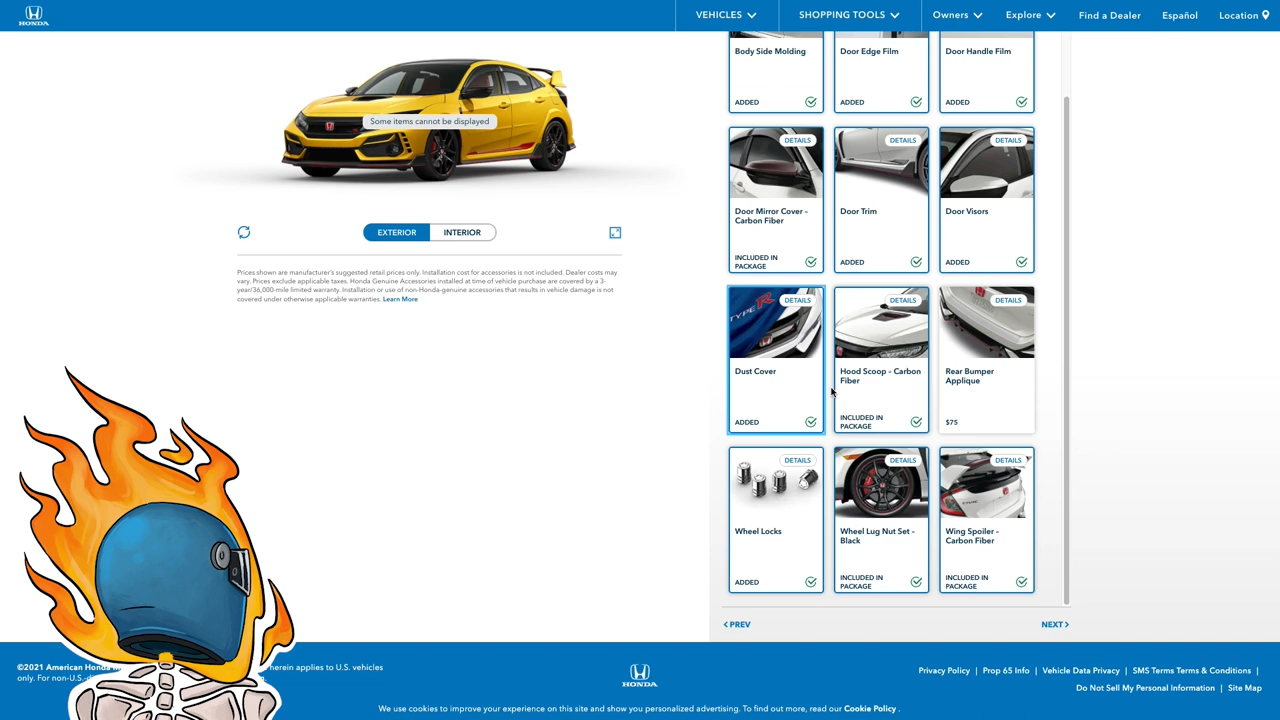 HONDA
VEHICLES
SHOPPING TOOLS
Owners
Explore
Find a Dealer
Español
Location
Some items cannot be displayed
EXTERIOR
INTERIOR
Prices shown are manufacturer's suggested retail prices only. Installation cost for accessories is not included. Dealer costs may
vary. Prices exclude applicable taxes. Honda Genuine Accessories installed at time of vehicle purchase are covered by a 3-
year/36,000-mile limited warranty. Installation or use of non-Honda-genuine accessories that results in vehicle damage is not
covered under otherwise applicable warranties. Learn More
Body Side Molding
ADDED
Door Edge Film
ADDED
Door Handle Film
ADDED
DETAILS
Door Mirror Cover –
Carbon Fiber
INCLUDED IN
PACKAGE
DETAILS
Door Trim
ADDED
DETAILS
Door Visors
ADDED
TYPE R
DETAILS
Dust Cover
ADDED
DETAILS
Hood Scoop – Carbon
Fiber
INCLUDED IN
PACKAGE
DETAILS
Rear Bumper
Applique
$75
DETAILS
Wheel Locks
ADDED
DETAILS
Wheel Lug Nut Set –
Black
INCLUDED IN
PACKAGE
DETAILS
Wing Spoiler –
Carbon Fiber
INCLUDED IN
PACKAGE
PREV
NEXT
©2021 American Honda herein applies to U.S. vehicles
only. For non-U.S.
HONDA
Privacy Policy | Prop 65 Info | Vehicle Data Privacy | SMS Terms Terms & Conditions |
Do Not Sell My Personal Information | Site Map
We use cookies to improve your experience on this site and show you personalized advertising. To find out more, read our Cookie Policy .